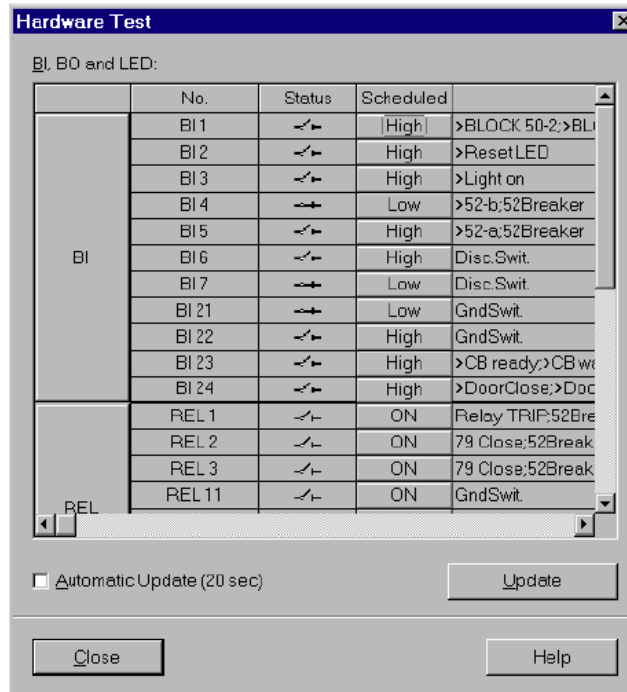 Hardware Test
BI, BO and LED:
No. Status Scheduled
BI 1 High >BLOCK 50-2;>BL
BI 2 High >ResetLED
BI 3 High >Light on
BI 4 Low >52-b;52Breaker
BI 5 High >52-a;52Breaker
BI BI 6 High Disc.Swit.
BI 7 Low Disc.Swit.
BI 21 Low GndSwit.
BI 22 High GndSwit.
BI 23 High >CB ready;>CB wa
BI 24 High >DoorClose;>Doo
REL 1 ON Relay TRIP;52Bre
REL 2 ON 79 Close;52Break
REL 3 ON 79 Close;52Break
REL REL 11 ON GndSwit.
Automatic Update (20 sec) Update
Close Help